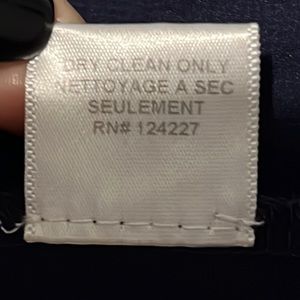 DRY CLEAN ONLY
NETTOYAGE A SEC
SEULEMENT
RN# 124227